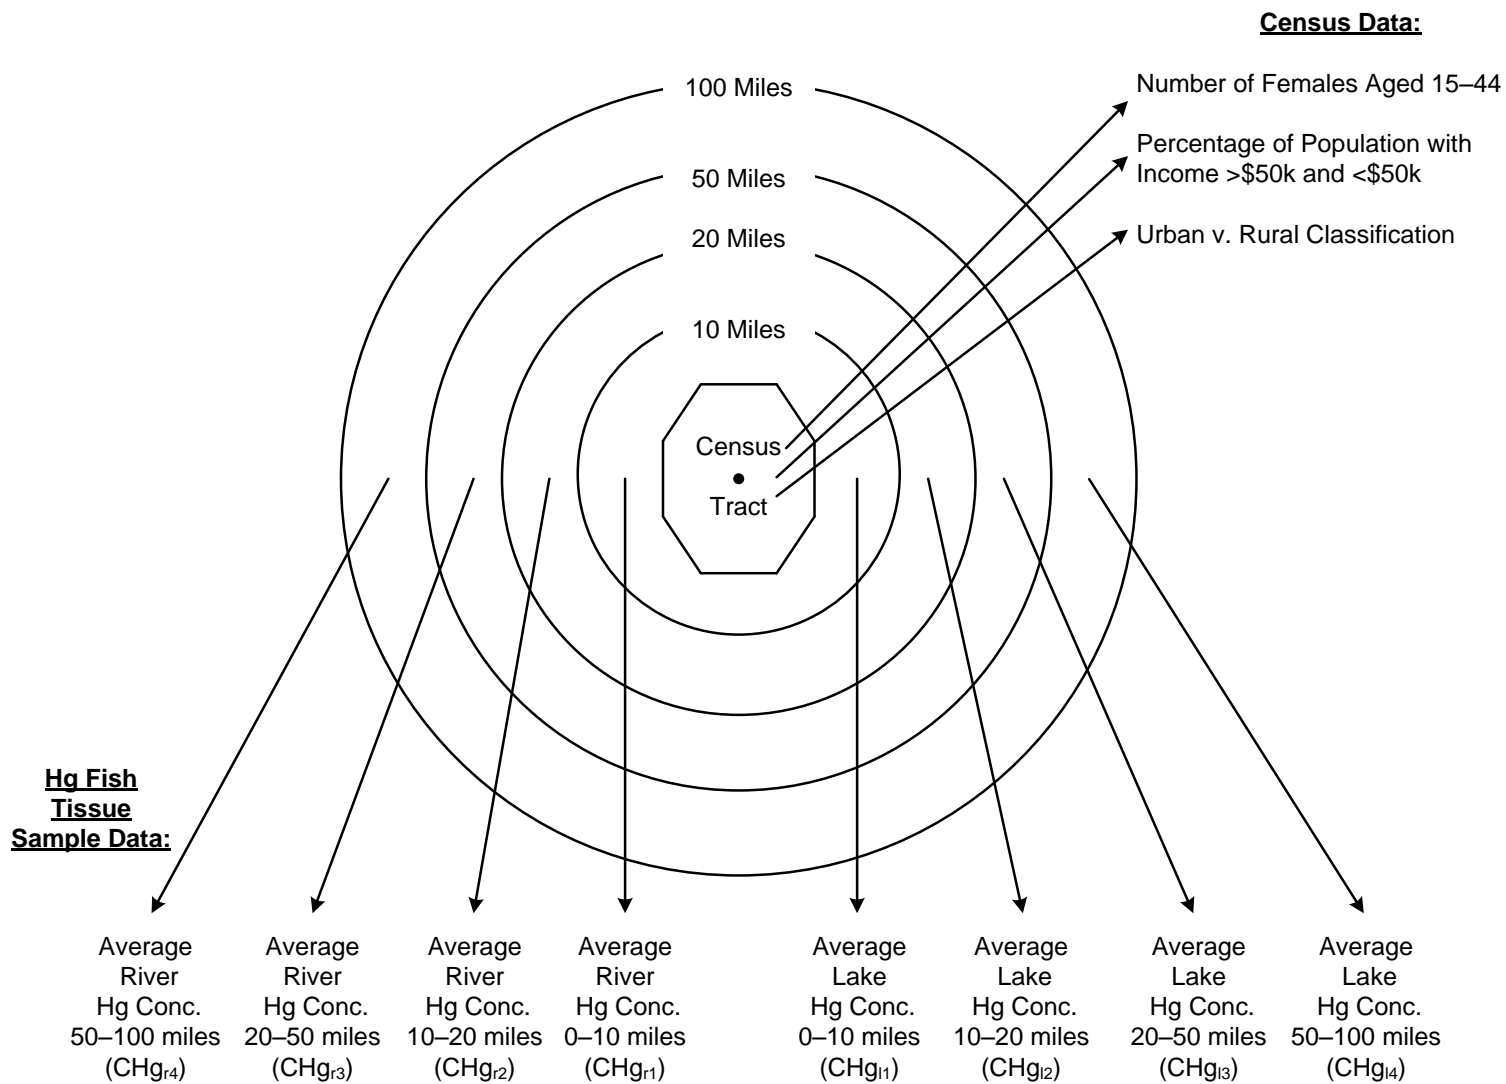 Census Data:
Number of Females Aged 15–44
Percentage of Population with
Income >$50k and <$50k
Urban v. Rural Classification
100 Miles
50 Miles
20 Miles
10 Miles
Census
Tract
Hg Fish
Tissue
Sample Data:
Average
River
Hg Conc.
50–100 miles
(CHgr4)
Average
River
Hg Conc.
20–50 miles
(CHgr3)
Average
River
Hg Conc.
10–20 miles
(CHgr2)
Average
River
Hg Conc.
0–10 miles
(CHgr1)
Average
Lake
Hg Conc.
0–10 miles
(CHgl1)
Average
Lake
Hg Conc.
10–20 miles
(CHgl2)
Average
Lake
Hg Conc.
20–50 miles
(CHgl3)
Average
Lake
Hg Conc.
50–100 miles
(CHgl4)